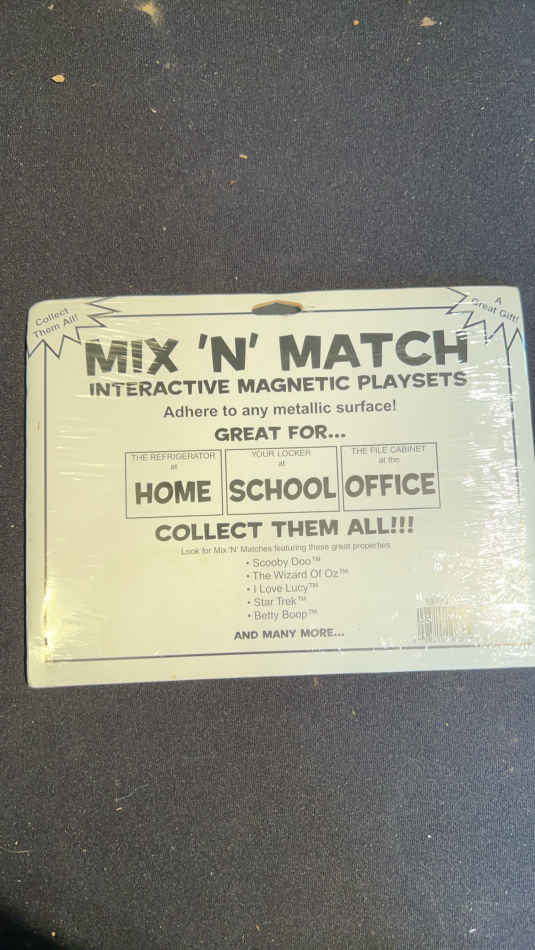 Collect
Them All!
A
Great Gift!
MIX 'N' MATCH
INTERACTIVE MAGNETIC PLAYSETS
Adhere to any metallic surface!
GREAT FOR...
THE REFRIGERATOR
at
HOME
YOUR LOCKER
at
SCHOOL
THE FILE CABINET
at the
OFFICE
COLLECT THEM ALL!!!
Look for Mix 'N' Matches featuring these great properties
• Scooby Doo™
• The Wizard Of Oz™
• I Love Lucy™
• Star Trek™
• Betty Boop™
AND MANY MORE...